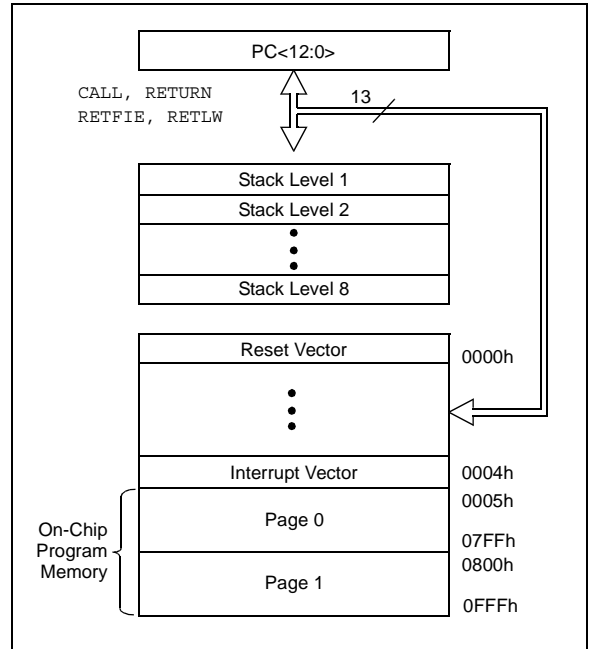 PC<12:0>
CALL, RETURN
RETFIE, RETLW
13
Stack Level 1
Stack Level 2
Stack Level 8
Reset Vector
0000h
Interrupt Vector
0004h
0005h
Page 0
07FFh
On-Chip
Program
Memory
0800h
Page 1
0FFFh